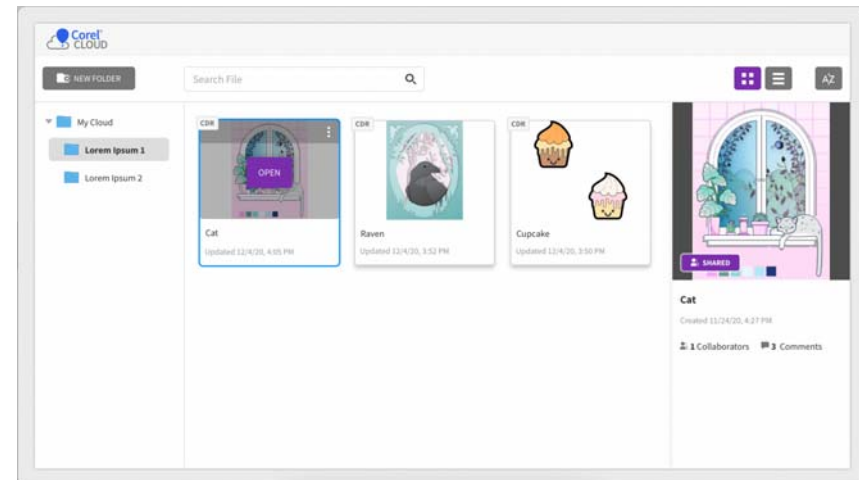 Corel
CLOUD
NEW FOLDER
Search File
AZ
My Cloud
Lorem Ipsum 1
Lorem Ipsum 2
CDR
OPEN
Cat
Updated 12/4/20, 4:05 PM
CDR
Raven
Updated 12/4/20, 3:52 PM
CDR
Cupcake
Updated 12/4/20, 3:50 PM
SHARED
Cat
Created 11/24/20, 4:27 PM
1 Collaborators
3 Comments